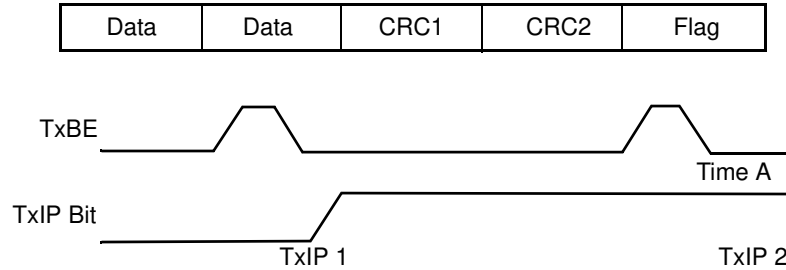 Data Data CRC1 CRC2 Flag
TxBE
Time A
TxIP Bit
TxIP 1 TxIP 2